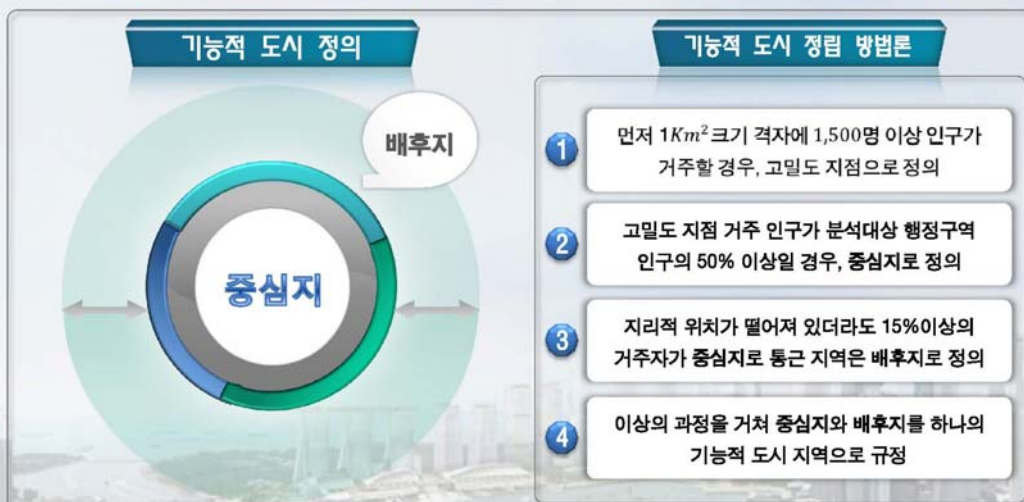 기능적 도시 정의
배후지
중심지
기능적 도시 정립 방법론
1
먼저 1Km² 크기 격자에 1,500명 이상 인구가
거주할 경우, 고밀도 지점으로 정의
2
고밀도 지점 거주 인구가 분석대상 행정구역
인구의 50% 이상일 경우, 중심지로 정의
3
지리적 위치가 떨어져 있더라도 15%이상의
거주자가 중심지로 통근 지역은 배후지로 정의
4
이상의 과정을 거쳐 중심지와 배후지를 하나의
기능적 도시 지역으로 규정